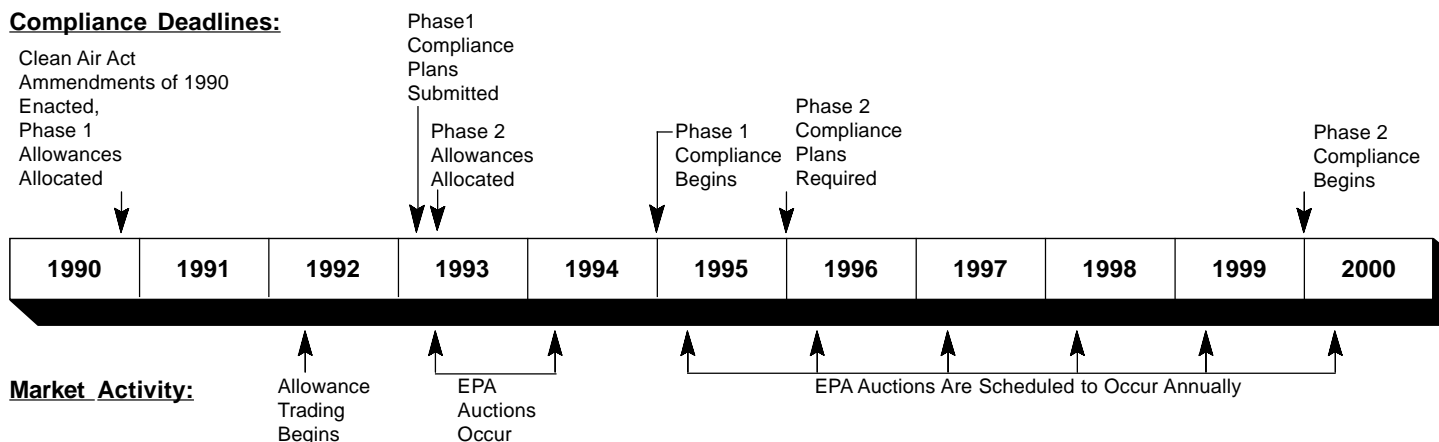 Compliance Deadlines:
Clean Air Act
Ammendments of 1990
Enacted,
Phase 1
Allowances
Allocated
Phase1
Compliance
Plans
Submitted
Phase 2
Allowances
Allocated
Phase 1
Compliance
Begins
Phase 2
Compliance
Plans
Required
Phase 2
Compliance
Begins
1990 1991 1992 1993 1994 1995 1996 1997 1998 1999 2000
Market Activity:
Allowance
Trading
Begins
EPA
Auctions
Occur
EPA Auctions Are Scheduled to Occur Annually